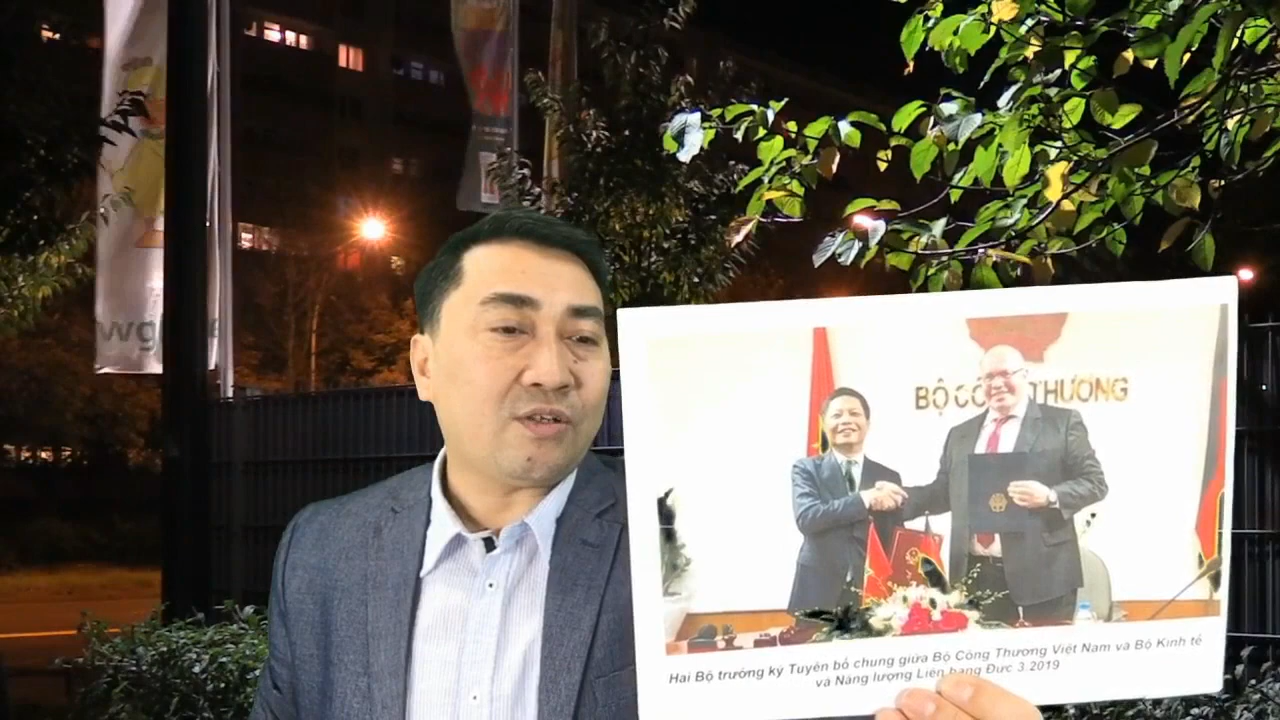 BỘ CÔNG THƯƠNG
Hai Bộ trưởng ký Tuyên bố chung giữa Bộ Công Thương Việt Nam và Bộ Kinh tế
và Năng lượng Liên bang Đức 3.2019